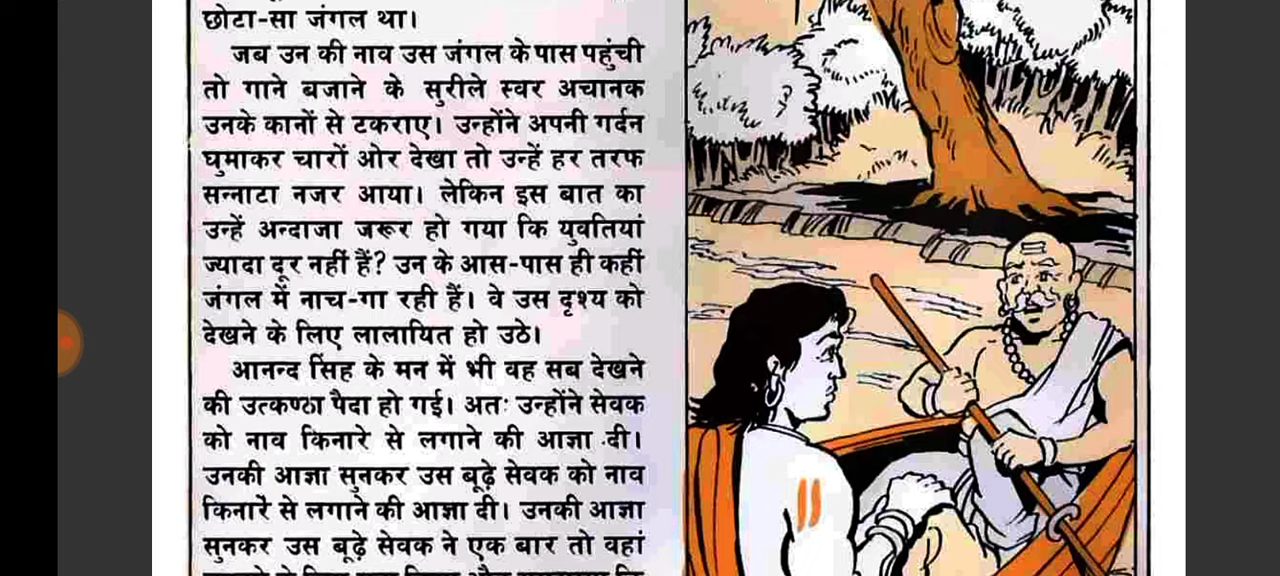 छोटा-सा जंगल था।
जब उन की नाव उस जंगल के पास पहुंची
तो गाने बजाने के सुरीले स्वर अचानक
उनके कानों से टकराए। उन्होंने अपनी गर्दन
घुमाकर चारों ओर देखा तो उन्हें हर तरफ
सन्नाटा नजर आया। लेकिन इस बात का
उन्हें अन्दाजा जरूर हो गया कि युवतियां
ज्यादा दूर नहीं हैं? उन के आस-पास ही कहीं
जंगल में नाच-गा रही हैं। वे उस दृश्य को
देखने के लिए लालायित हो उठे।
आनन्द सिंह के मन में भी वह सब देखने
की उत्कण्ठा पैदा हो गई। अतः उन्होंने सेवक
को नाव किनारे से लगाने की आज्ञा दी।
उनकी आज्ञा सुनकर उस बूढ़े सेवक को नाव
किनारे से लगाने की आज्ञा दी। उनकी आज्ञा
सुनकर उस बूढ़े सेवक ने एक बार तो वहां